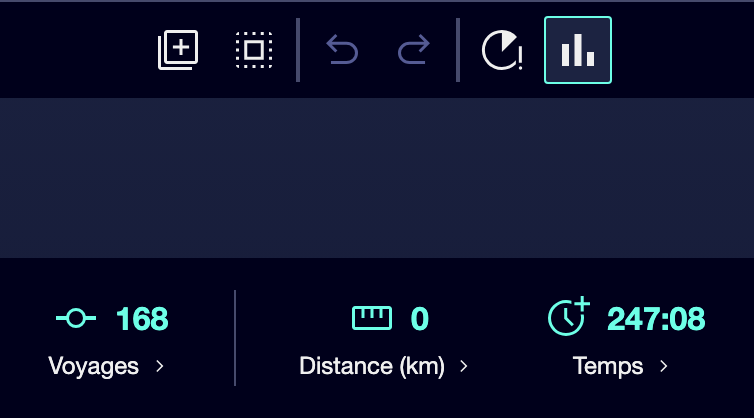 168
Voyages
0
Distance (km)
247:08
Temps